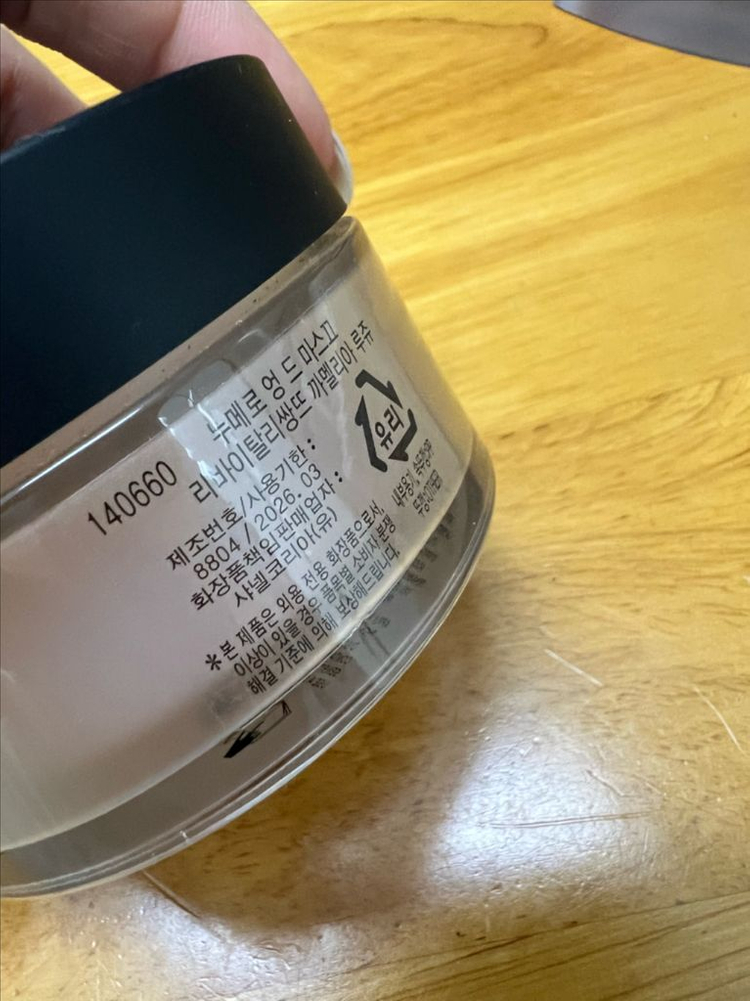 140660
뉴메로 엉 드 마스끄
리바이탈리쌍뜨 까멜리아 루쥬
제조번호/사용기한 :
8804 / 2026. 03
화장품책임판매업자 :
샤넬코리아(유)
*본 제품은 외용 전용 화장품으로서,
이상이 있을 경우 품목별 소비자 분쟁
해결 기준에 의해 보상해드립니다.
유리